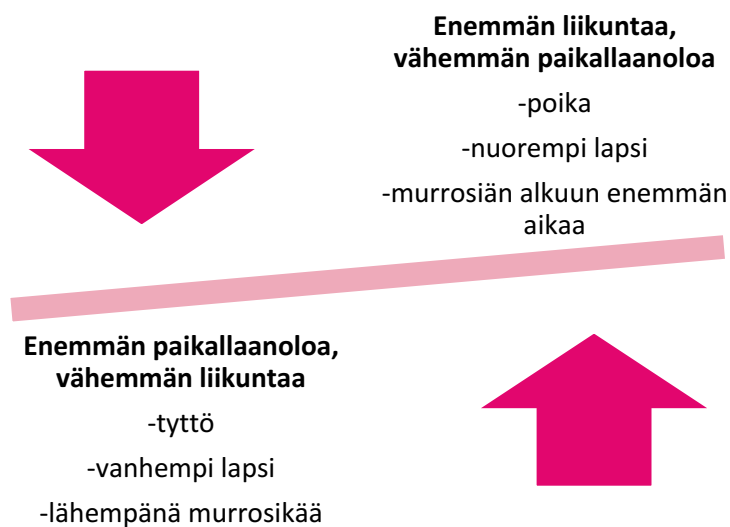 Enemmän liikuntaa,
vähemmän paikallaanoloa
-poika
-nuorempi lapsi
-murrosiän alkuun enemmän
aikaa
Enemmän paikallaanoloa,
vähemmän liikuntaa
-tyttö
-vanhempi lapsi
-lähempänä murrosikää